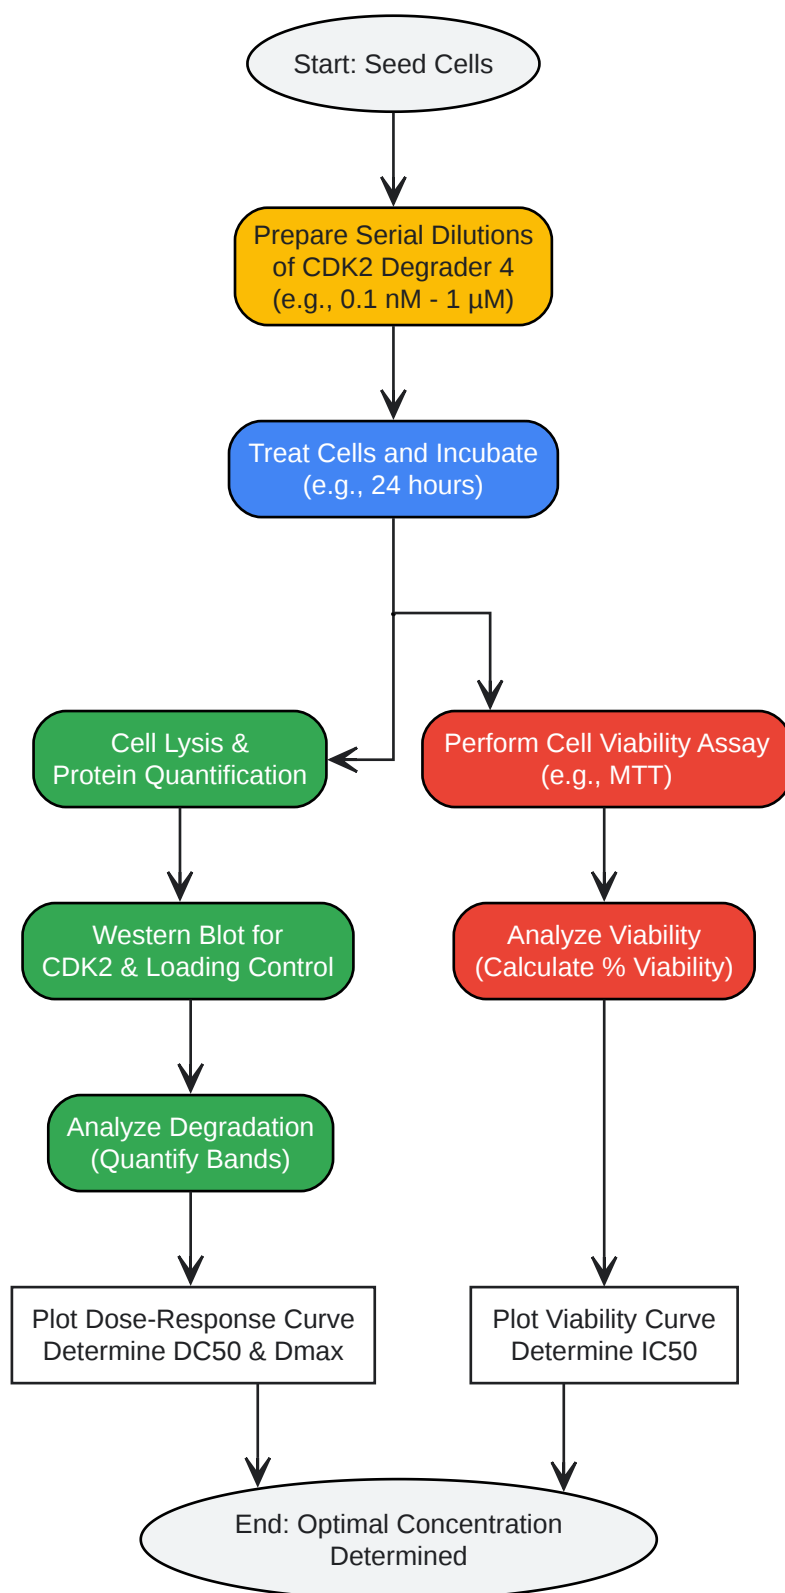 Start: Seed Cells
Prepare Serial Dilutions
of CDK2 Degrader 4
(e.g., 0.1 nM - 1 µM)
Treat Cells and Incubate
(e.g., 24 hours)
Cell Lysis &
Protein Quantification
Perform Cell Viability Assay
(e.g., MTT)
Western Blot for
CDK2 & Loading Control
Analyze Viability
(Calculate % Viability)
Analyze Degradation
(Quantify Bands)
Plot Dose-Response Curve
Determine DC50 & Dmax
Plot Viability Curve
Determine IC50
End: Optimal Concentration
Determined